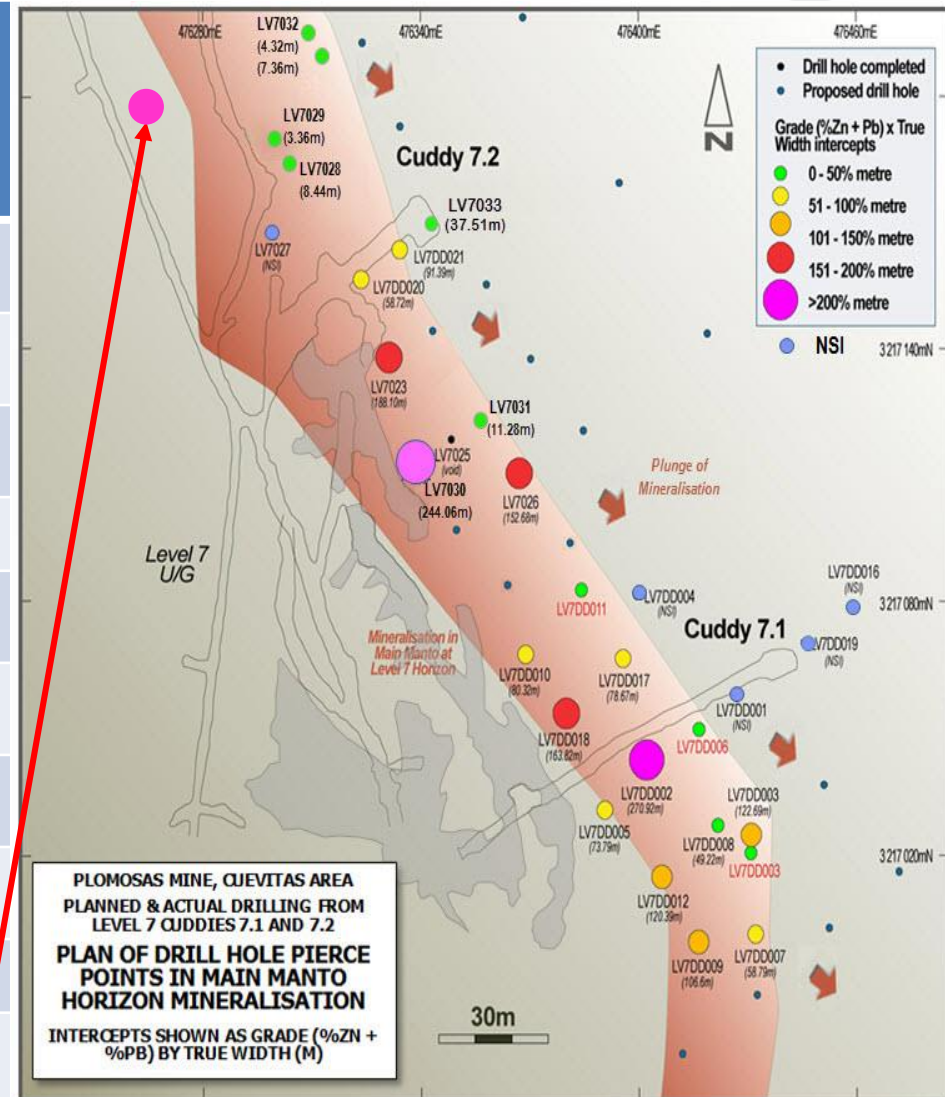 476280mE
476340mE
476400mE
476460mE
LV7032
(4.32m)
(7.36m)
Drill hole completed
Proposed drill hole
Grade (%Zn + Pb) x True
Width intercepts
0 - 50% metre
51 - 100% metre
101 - 150% metre
151 - 200% metre
>200% metre
NSI
N
LV7029
(3.36m)
Cuddy 7.2
LV7028
(8.44m)
LV7033
(37.51m)
LV7027
(NSI)
LV7DD021
(91.39m)
LV7DD020
(58.72m)
3 217 140mN
LV7023
(188.10m)
LV7031
(11.28m)
LV7025
(void)
LV7030
(244.06m)
LV7026
(152.68m)
Plunge of
Mineralisation
Level 7
U/G
LV7DD016
(NSI)
LV7DD011
LV7DD004
(NSI)
3 217 080mN
Cuddy 7.1
LV7DD019
(NSI)
Mineralisation in
Main Manto at
Level 7 Horizon
LV7DD010
(80.32m)
LV7DD017
(78.67m)
LV7DD001
(NSI)
LV7DD018
(163.82m)
LV7DD006
LV7DD002
(270.92m)
LV7DD003
(122.69m)
LV7DD005
(73.79m)
LV7DD008
(49.22m)
LV7DD003
3 217 020mN
LV7DD012
(120.39m)
LV7DD009
(106.6m)
LV7DD007
(58.79m)
PLOMOSAS MINE, CUEVITAS AREA
PLANNED & ACTUAL DRILLING FROM
LEVEL 7 CUDDIES 7.1 AND 7.2
PLAN OF DRILL HOLE PIERCE
POINTS IN MAIN MANTO
HORIZON MINERALISATION
INTERCEPTS SHOWN AS GRADE (%ZN +
%PB) BY TRUE WIDTH (M)
30m